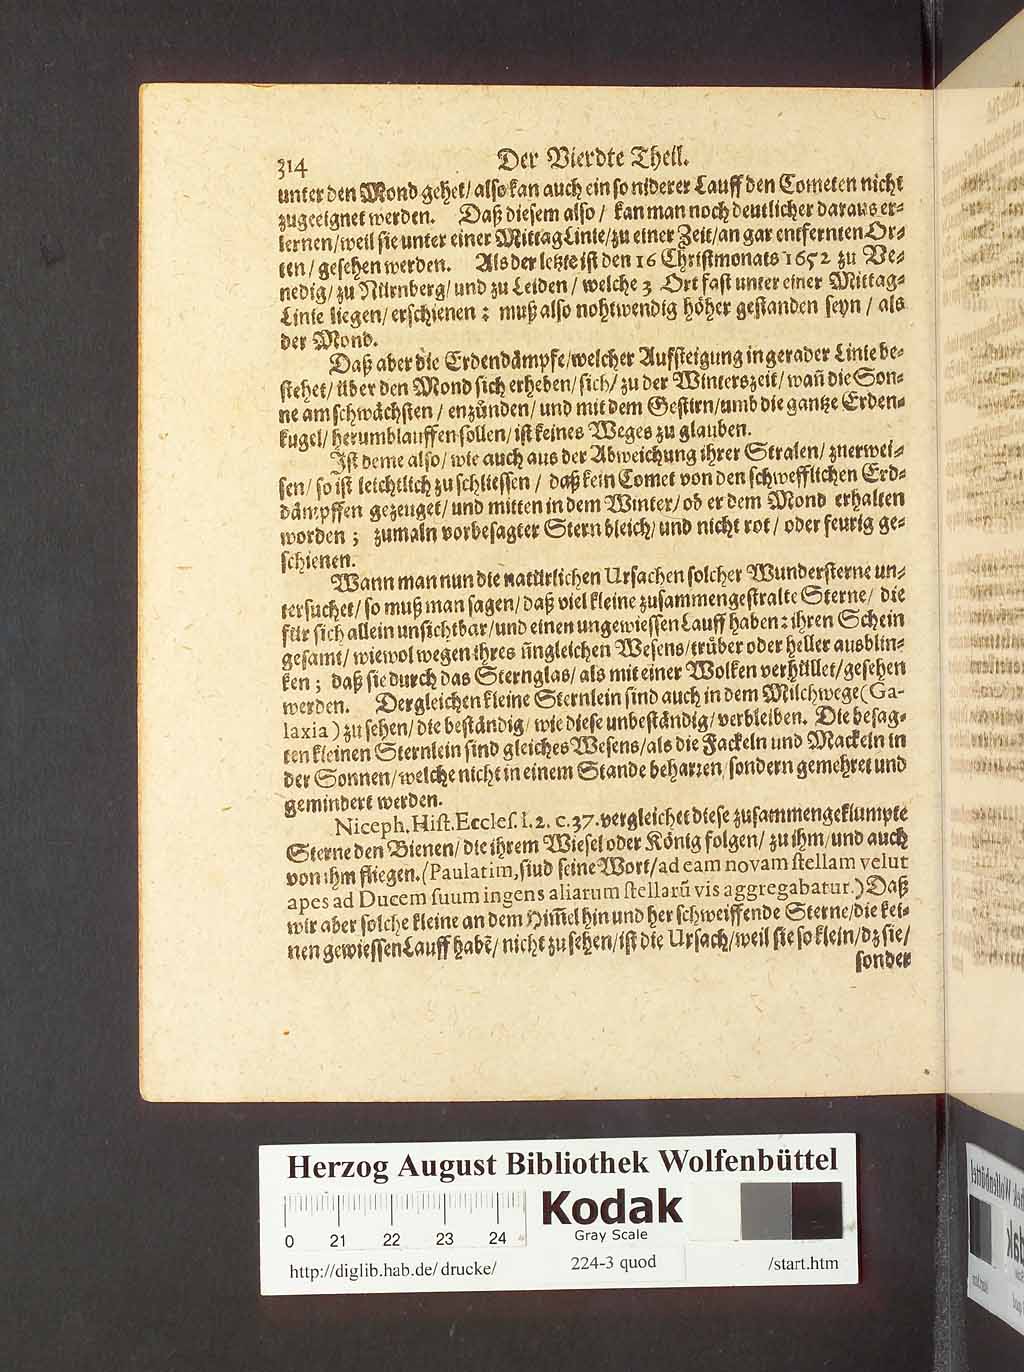 314 Der Vierdte Theil.
unter den Mond gehet/ also kan auch ein so niderer Lauff den Cometen nicht
zugeeignet werden. Daß diesem also / kan man noch deutlicher daraus er-
lernen/ weil sie unter einer Mittag Linie/ zu einer Zeit/ an gar entfernten Or-
ten / gesehen werden. Als der letzte ist den 16 Christmonats 1652 zu Ve-
nedig/ zu Nürnberg/ und zu Leiden / welche 3 Ort fast unter einer Mittag-
Linie liegen/ erschienen : muß also nohtwendig höher gestanden seyn / als
der Mond.
Daß aber die Erdendämpfe/ welcher Aufsteigung in gerader Linie be-
stehet/ über den Mond sich erheben/ sich/ zu der Winterszeit/ wañ die Son-
ne am schwächsten / enzünden/ und mit dem Gestirn/ umb die gantze Erden-
kugel/ herumblauffen sollen/ ist keines Weges zu glauben.
Ist deme also/ wie auch aus der Abweichung ihrer Stralen/ zuerwei-
sen/ so ist leichtlich zu schliessen / daß kein Comet von den schwefflichen Erd-
dämpffen gezeuget/ und mitten in dem Winter/ ob er dem Mond erhalten
worden ; zumaln vorbesagter Stern bleich/ und nicht rot/ oder feurig ge-
schienen.
Wann man nun die natürlichen Ursachen solcher Wundersterne un-
tersuchet/ so muß man sagen/ daß viel kleine zusammengestralte Sterne/ die
für sich allein unsichtbar/ und einen ungewiessen Lauff haben : ihren Schein
gesamt/ wiewol wegen ihres ũngleichen Wesens/ trüber oder heller ausblin-
ken ; daß sie durch das Sternglas/ als mit einer Wolken verhüllet/ gesehen
werden. Dergleichen kleine Sternlein sind auch in dem Milchwege (Ga-
laxia) zu sehen/ die beständig/ wie diese unbeständig/ verbleiben. Die besag-
ten kleinen Sternlein sind gleiches Wesens/ als die Fackeln und Mackeln in
der Sonnen/ welche nicht in einem Stande beharren/ sondern gemehret und
gemindert werden.
Niceph. Hist. Eccles. l. 2. c. 37. vergleichet diese zusammengeklumpte
Sterne den Bienen/ die ihrem Wiesel oder König folgen/ zu ihm/ und auch
von ihm fliegen. (Paulatim, siud seine Wort/ ad eam novam stellam velut
apes ad Ducem suum ingens aliarum stellarũ vis aggregabatur.) Daß
wir aber solche kleine an dem Him̃el hin und her schweiffende Sterne/ die kei-
nen gewiessen Lauff habẽ/ nicht zu sehen/ ist die Ursach/ weil sie so klein/ dz sie/
sonder
Herzog August Bibliothek Wolfenbüttel
Kodak
Gray Scale
0 21 22 23 24
http://diglib.hab.de/drucke/ 224-3 quod /start.htm